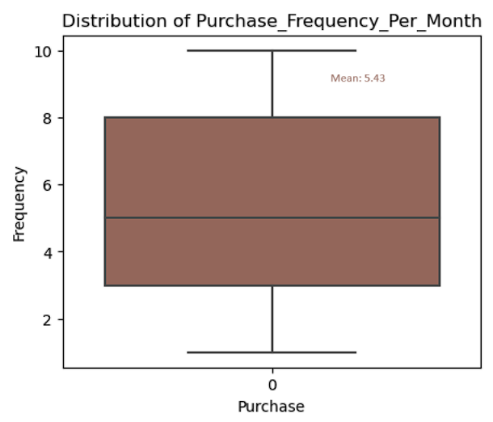 Distribution of Purchase_Frequency_Per_Month
10
Mean: 5.43
8
6
4
2
Frequency
0
Purchase